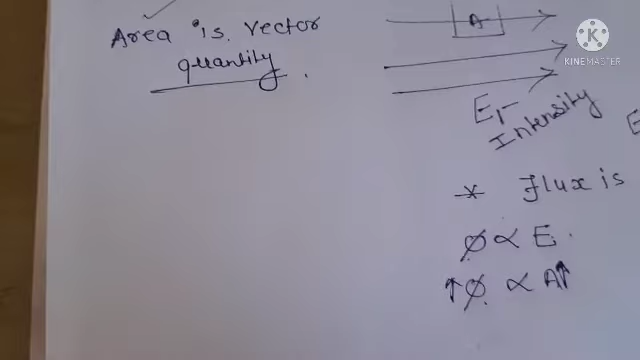 Area is vector
quantity.
A
E
Intensity
* Flux is
φ ∝ E.
↑φ ∝ A↑
KINEMASTER